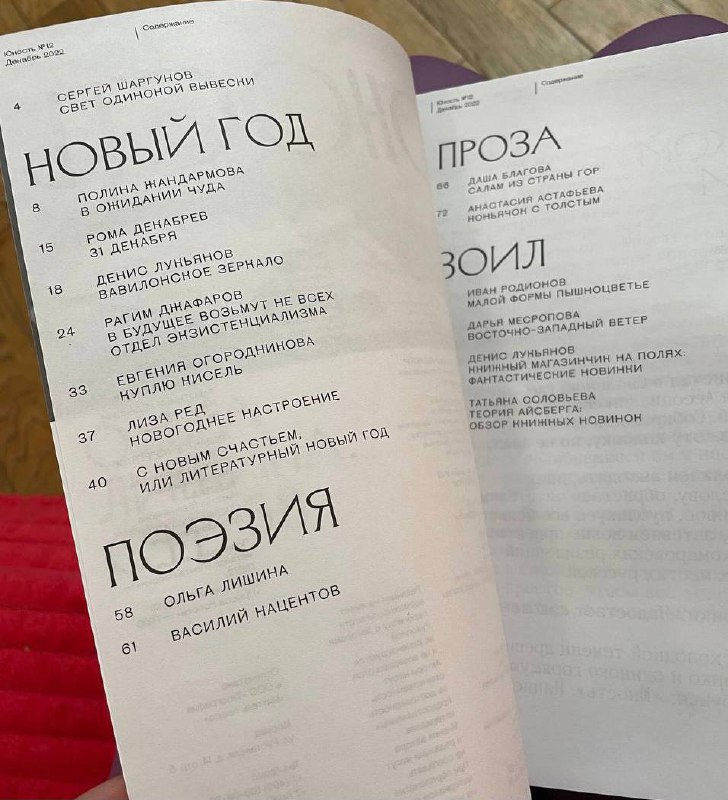 Юность №12
Декабрь 2022
Содержание
4
СЕРГЕЙ ШАРГУНОВ
СВЕТ ОДИНОКОЙ ВЫВЕСКИ
НОВЫЙ ГОД
8
ПОЛИНА ЖАНДАРМОВА
В ОЖИДАНИИ ЧУДА
15
РОМА ДЕКАБРЕВ
31 ДЕКАБРЯ
18
ДЕНИС ЛУКЬЯНОВ
ВАВИЛОНСКОЕ ЗЕРКАЛО
24
РАГИМ ДЖАФАРОВ
В БУДУЩЕЕ ВОЗЬМУТ НЕ ВСЕХ
ОТДЕЛ ЭКЗИСТЕНЦИАЛИЗМА
33
ЕВГЕНИЯ ОГОРОДНИКОВА
КУПЛЮ КИСЕЛЬ
37
ЛИЗА РЕД
НОВОГОДНЕЕ НАСТРОЕНИЕ
40
С НОВЫМ СЧАСТЬЕМ,
ИЛИ ЛИТЕРАТУРНЫЙ НОВЫЙ ГОД
ПОЭЗИЯ
58
ОЛЬГА ЛИШИНА
61
ВАСИЛИЙ НАЦЕНТОВ
Юность №12
Декабрь 2022
Содержание
ПРОЗА
66
ДАША БЛАГОВА
САЛАМ ИЗ СТРАНЫ ГОР
72
АНАСТАСИЯ АСТАФЬЕВА
КОНЬЯЧОК С ТОЛСТЫМ
ЗОИЛ
ИВАН РОДИОНОВ
МАЛОЙ ФОРМЫ ПЫШНОЦВЕТЬЕ
ДАРЬЯ МЕСРОПОВА
ВОСТОЧНО-ЗАПАДНЫЙ ВЕТЕР
ДЕНИС ЛУКЬЯНОВ
КНИЖНЫЙ МАГАЗИНЧИК НА ПОЛЯХ:
ФАНТАСТИЧЕСКИЕ НОВИНКИ
ТАТЬЯНА СОЛОВЬЕВА
ТЕОРИЯ АЙСБЕРГА:
ОБЗОР КНИЖНЫХ НОВИНОК